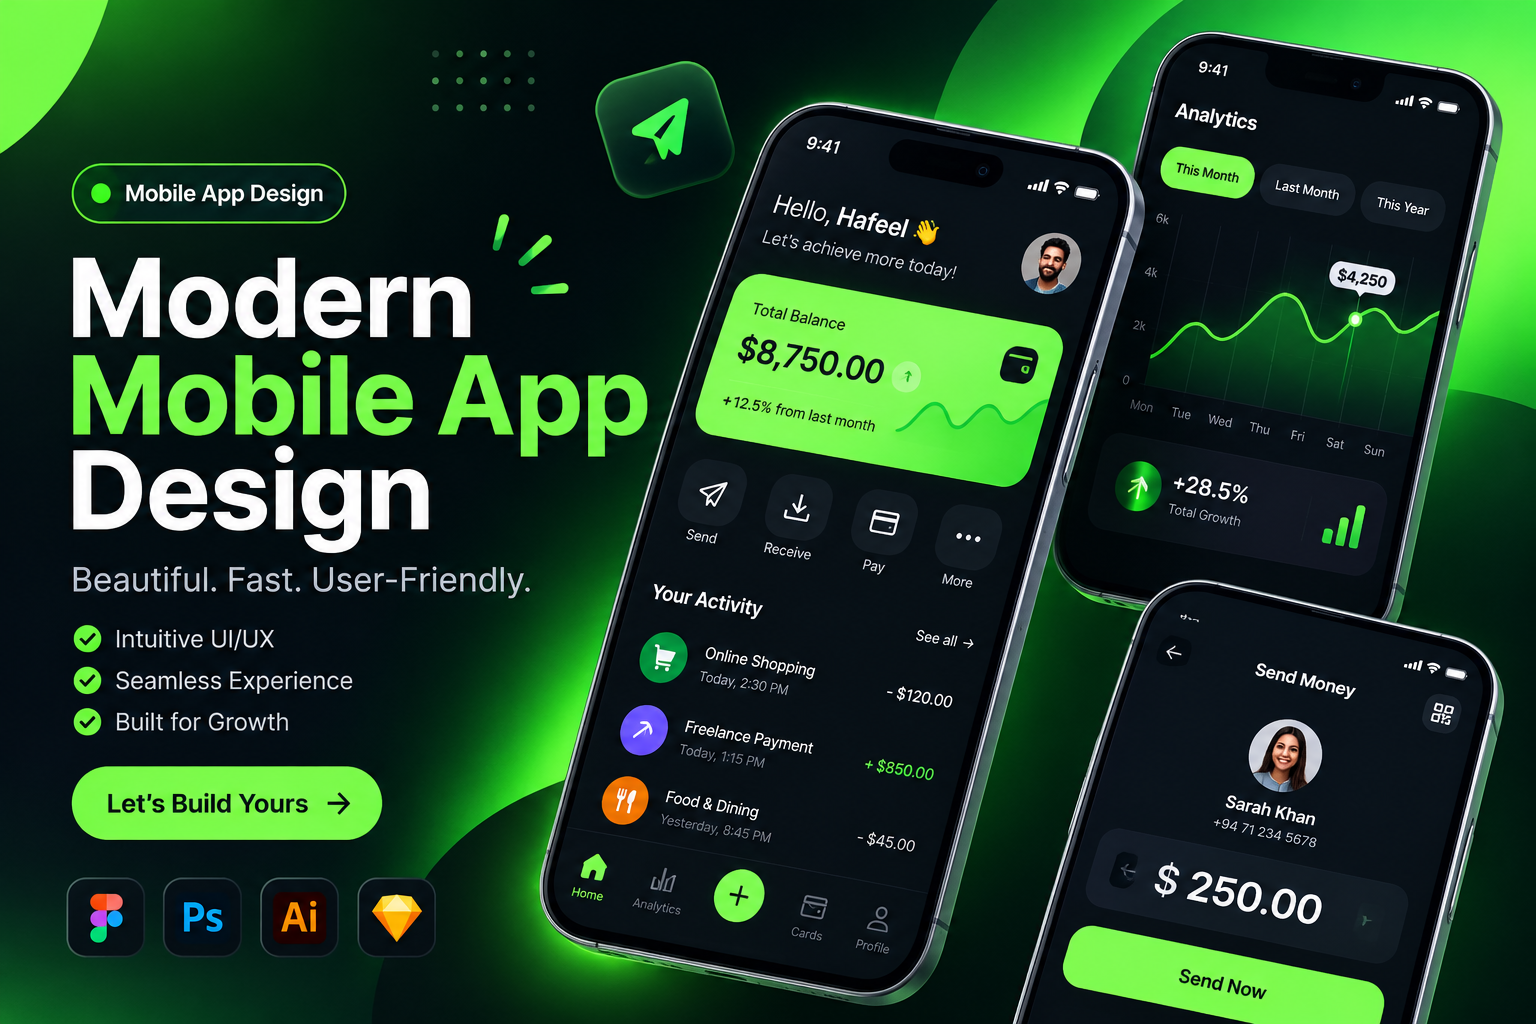 Mobile App Design
Modern
Mobile App
Design
Beautiful. Fast. User-Friendly.
Intuitive UI/UX
Seamless Experience
Built for Growth
Let's Build Yours →
Ps
Ai
9:41
Hello, Hafeel 👋
Let's achieve more today!
Total Balance
$8,750.00
+12.5% from last month
Send
Receive
Pay
More
Your Activity
See all →
Online Shopping
Today, 2:30 PM
- $120.00
Freelance Payment
Today, 1:15 PM
+ $850.00
Food & Dining
Yesterday, 8:45 PM
- $45.00
Home
Analytics
Cards
Profile
9:41
Analytics
This Month
Last Month
This Year
6k
4k
2k
0
$4,250
Mon
Tue
Wed
Thu
Fri
Sat
Sun
+28.5%
Total Growth
Send Money
Sarah Khan
+94 71 234 5678
$ 250.00
Send Now